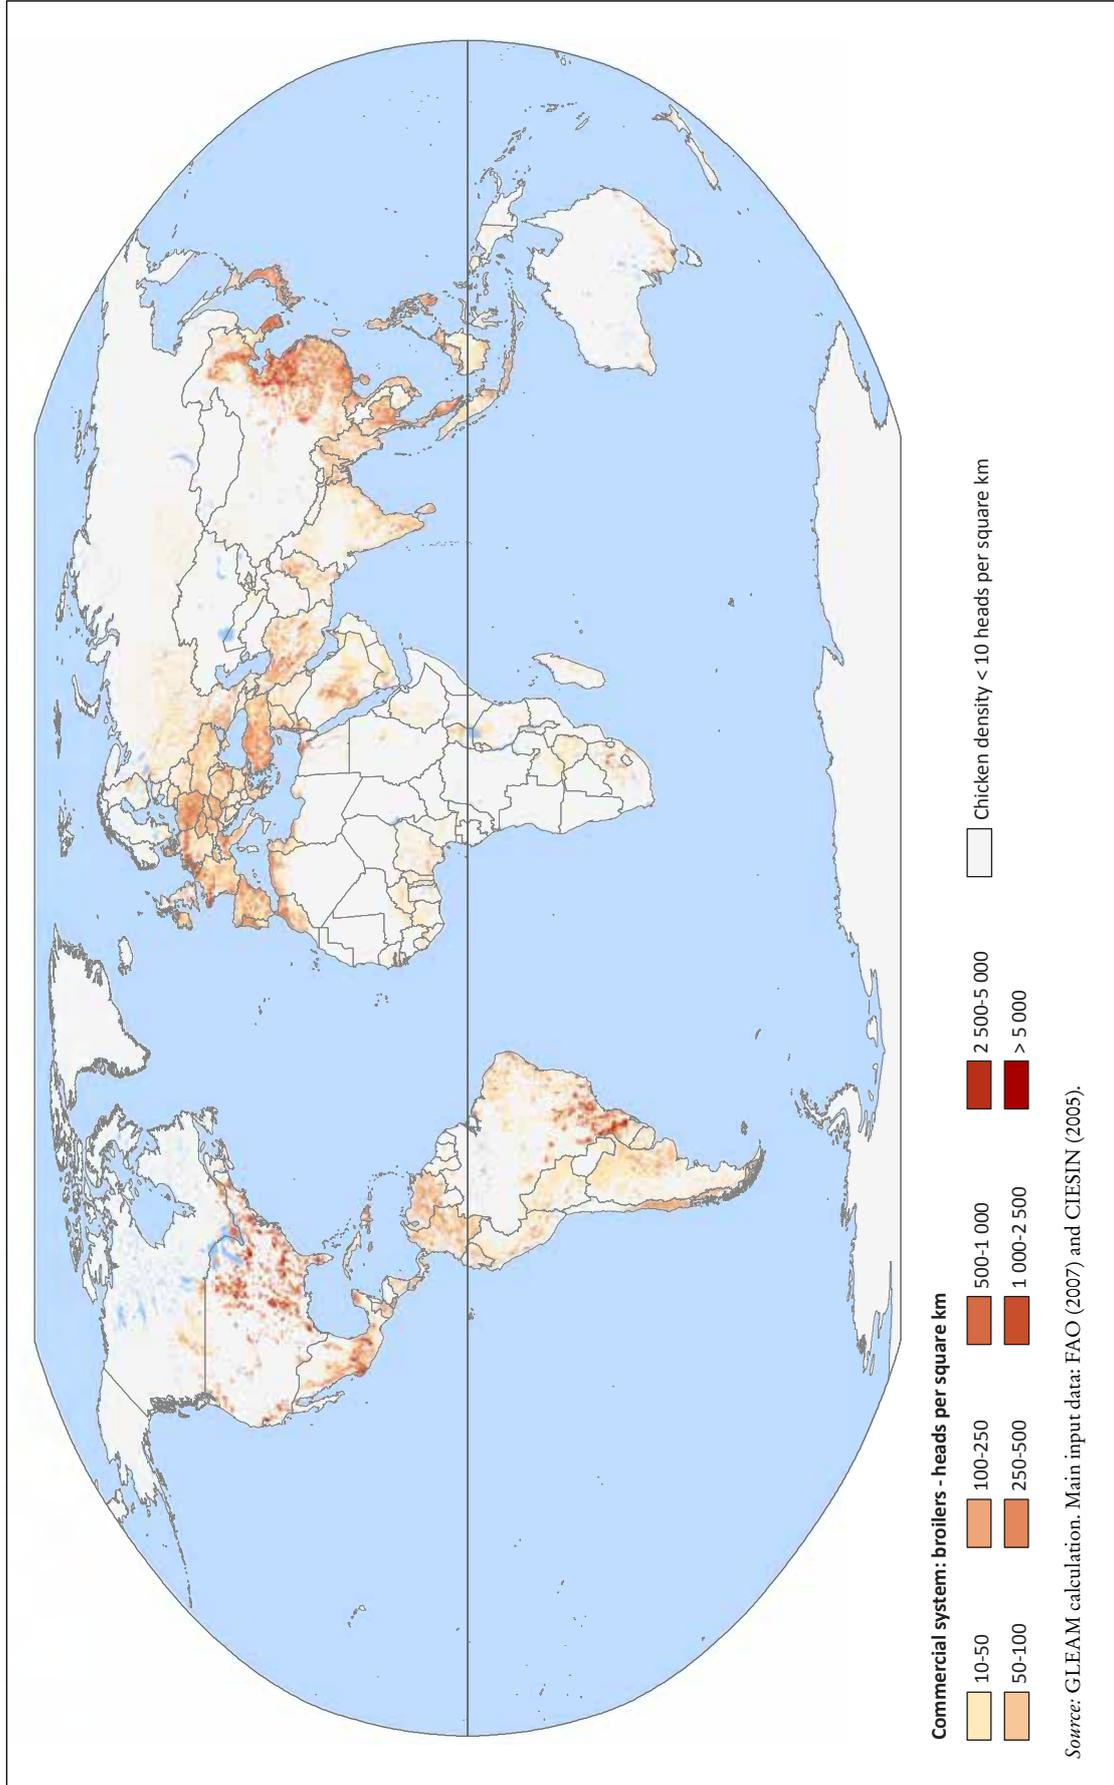 Commercial system: broilers - heads per square km
10-50
100-250
500-1 000
2 500-5 000
Chicken density < 10 heads per square km
50-100
250-500
1 000-2 500
> 5 000
Source: GLEAM calculation. Main input data: FAO (2007) and CIESIN (2005).